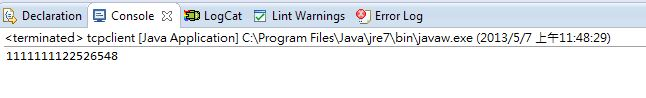 Declaration Console LogCat Lint Warnings Error Log
<terminated> tcpclient [Java Application] C:\Program Files\Java\jre7\bin\javaw.exe (2013/5/7 上午11:48:29)
1111111122526548